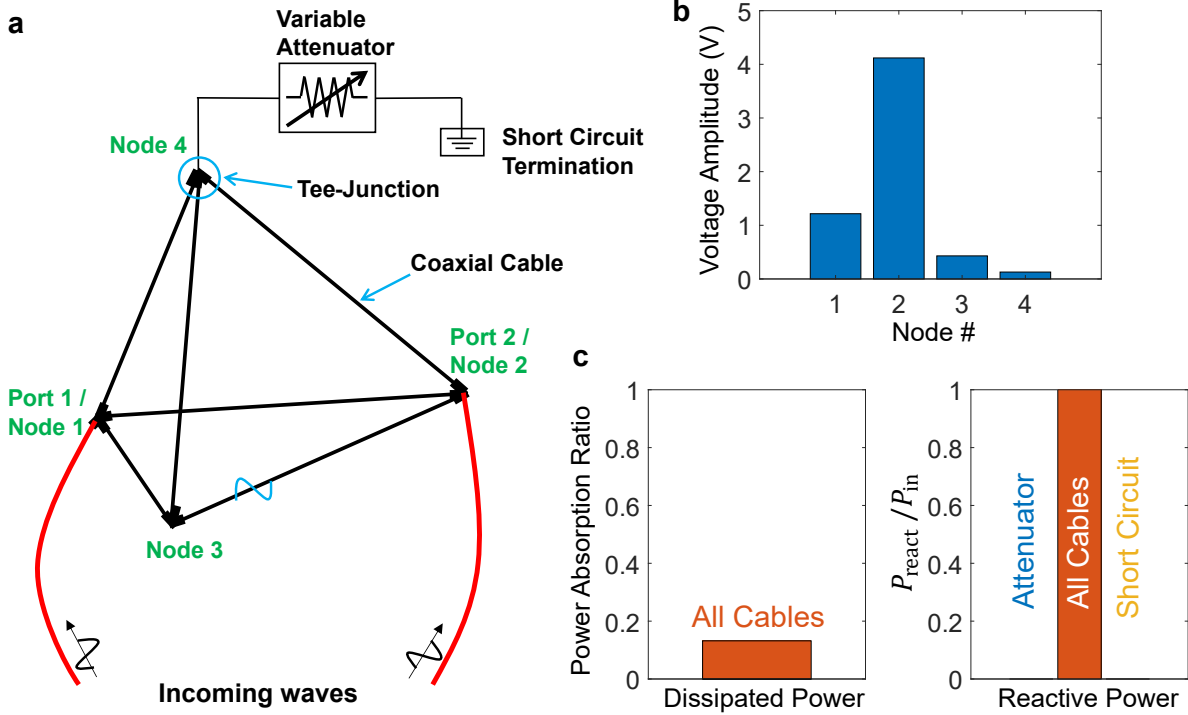 a
Variable
Attenuator
Node 4
Short Circuit
Termination
Tee-Junction
Coaxial Cable
Port 2 /
Node 2
Port 1 /
Node 1
Node 3
Incoming waves
b
Voltage Amplitude (V)
5
4
3
2
1
0
1 2 3 4
Node #
c
Power Absorption Ratio
1
0.8
0.6
0.4
0.2
0
All Cables
Dissipated Power
P_react / P_in
1
0.8
0.6
0.4
0.2
0
Attenuator
All Cables
Short Circuit
Reactive Power